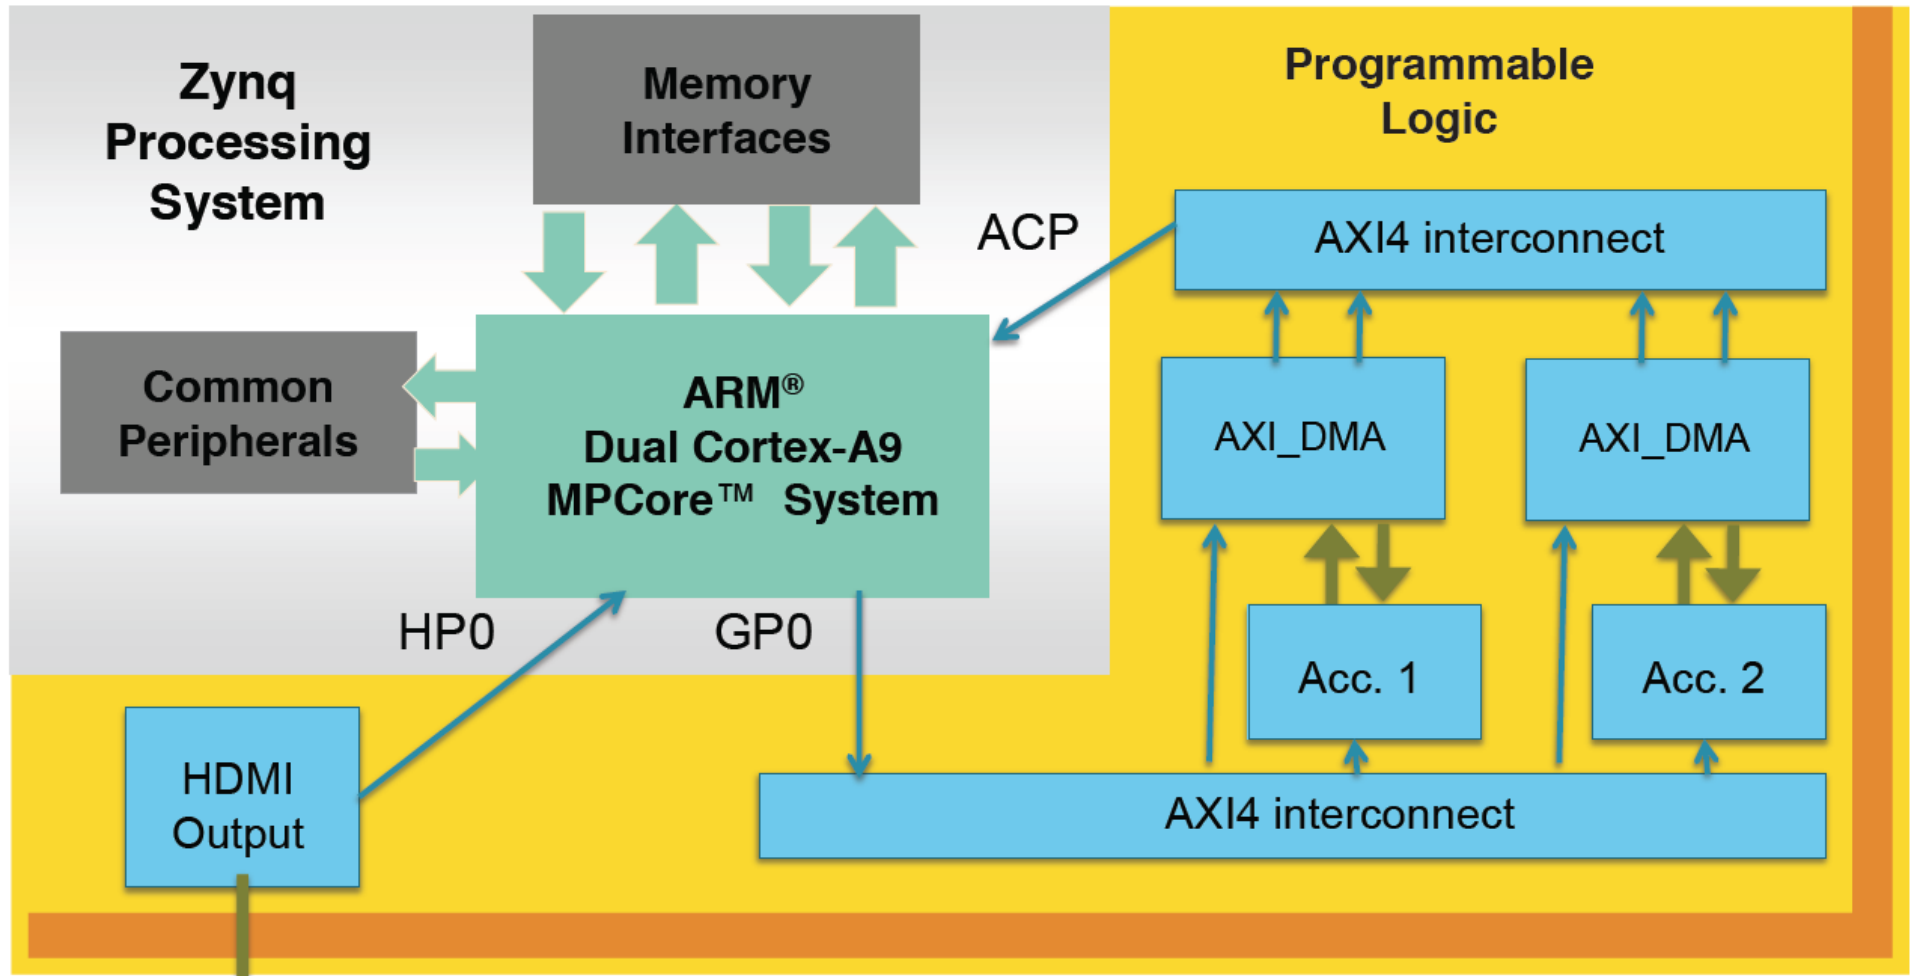 Zynq
Processing
System
Memory
Interfaces
Programmable
Logic
ACP
AXI4 interconnect
Common
Peripherals
ARM®
Dual Cortex-A9
MPCore™ System
AXI_DMA
AXI_DMA
HP0
GP0
Acc. 1
Acc. 2
HDMI
Output
AXI4 interconnect